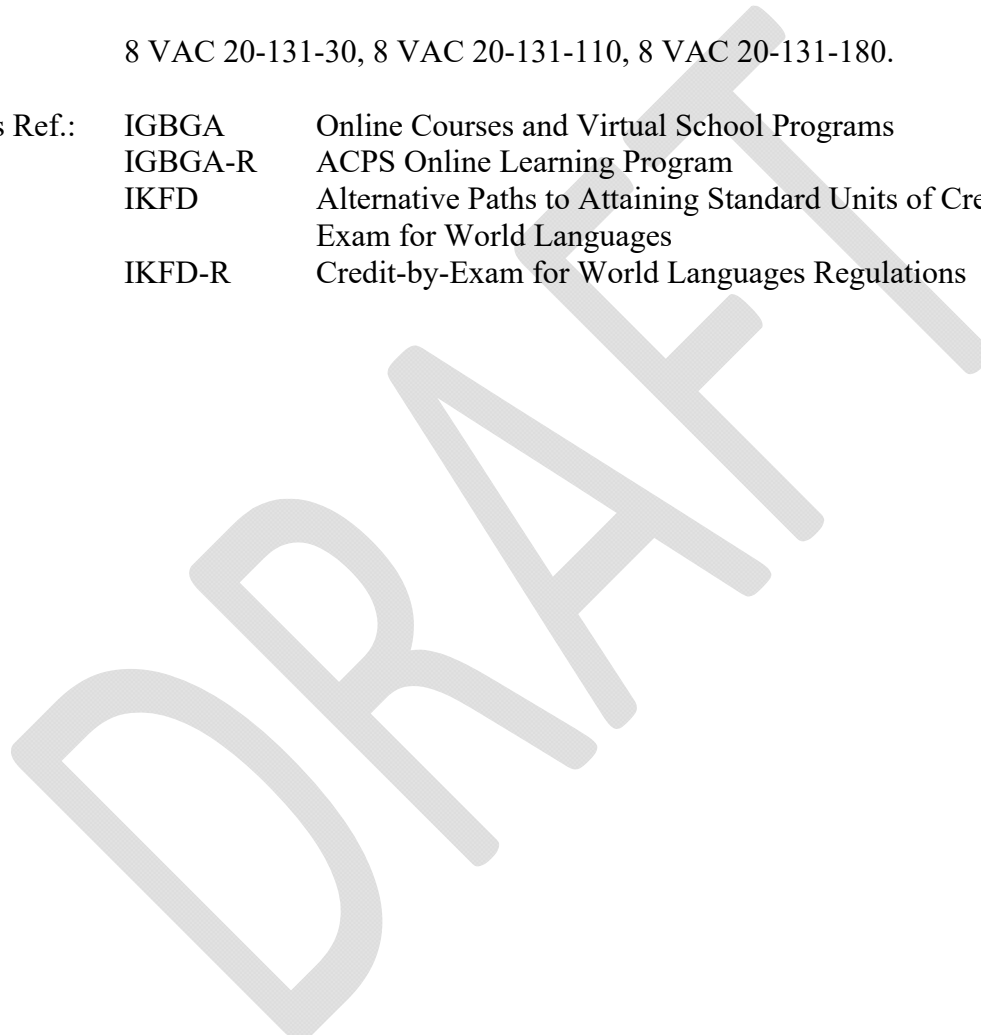 8 VAC 20-131-30, 8 VAC 20-131-110, 8 VAC 20-131-180.
s Ref.: IGBGA Online Courses and Virtual School Programs
IGBGA-R ACPS Online Learning Program
IKFD Alternative Paths to Attaining Standard Units of Cre
Exam for World Languages
IKFD-R Credit-by-Exam for World Languages Regulations
DRAFT